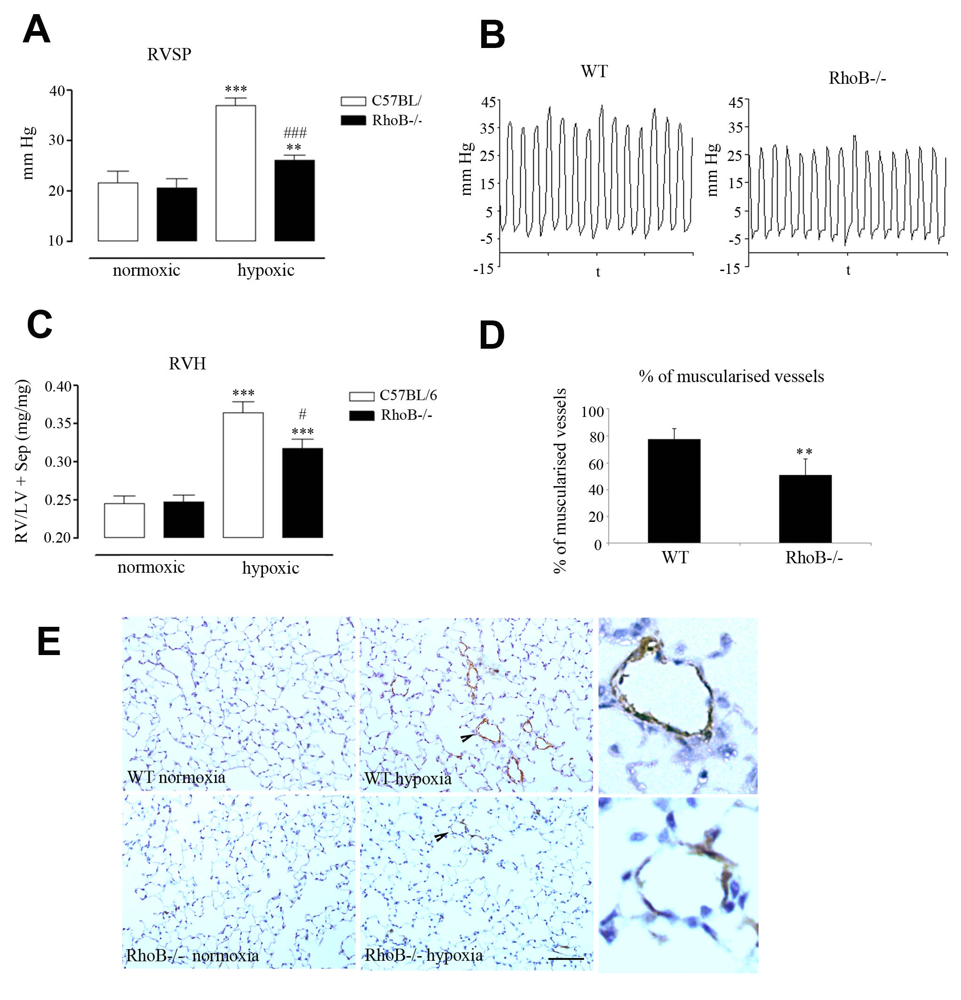 A
RVSP
40
30
20
10
mm Hg
***
###
**
C57BL/
RhoB-/-
normoxic
hypoxic
B
WT
45
35
25
15
5
-5
-15
mm Hg
t
RhoB-/-
45
35
25
15
5
-5
-15
mm Hg
t
C
RVH
0.40
0.35
0.30
0.25
0.20
RV/LV + Sep (mg/mg)
***
#
***
C57BL/6
RhoB-/-
normoxic
hypoxic
D
% of muscularised vessels
100
80
60
40
20
0
% of muscularised vessels
**
WT
RhoB-/-
E
WT normoxia
WT hypoxia
RhoB-/- normoxia
RhoB-/- hypoxia